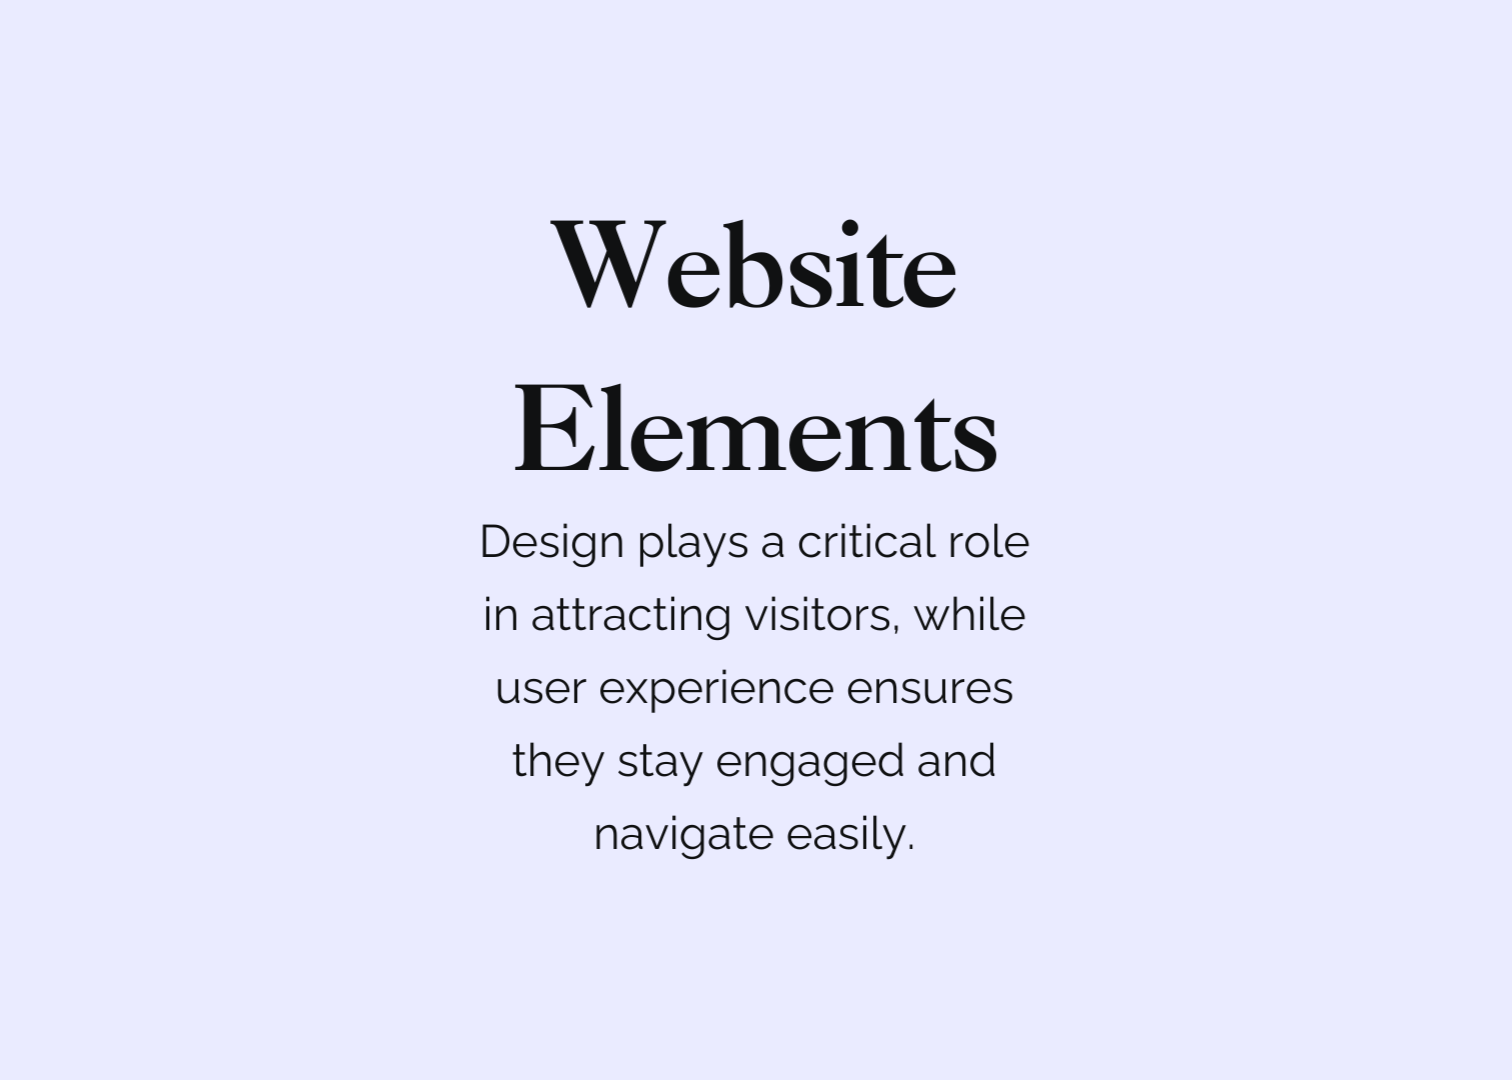 Website
Elements
Design plays a critical role
in attracting visitors, while
user experience ensures
they stay engaged and
navigate easily.